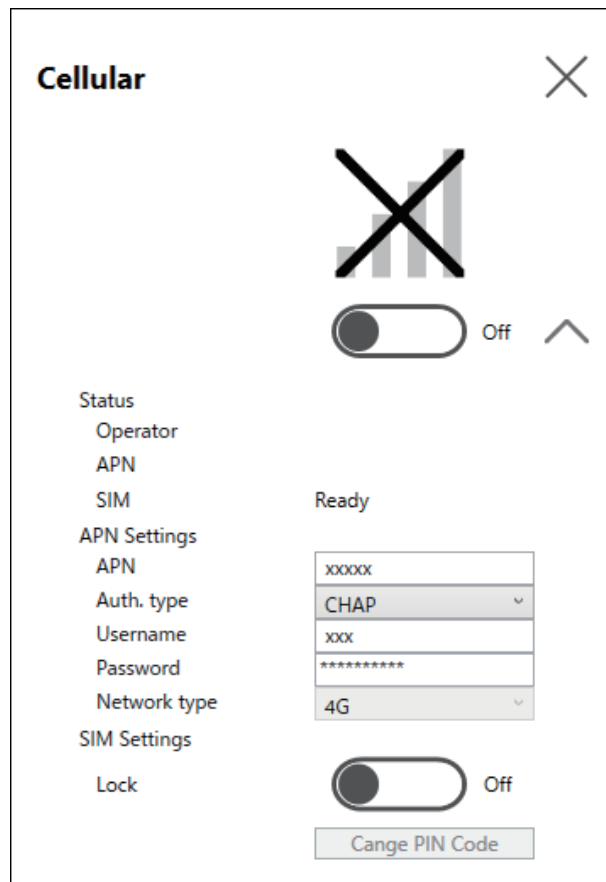 Cellular
Off
Status
Operator
APN
SIM Ready
APN Settings
APN xxxxx
Auth. type CHAP
Username xxx
Password **********
Network type 4G
SIM Settings
Lock Off
Cange PIN Code